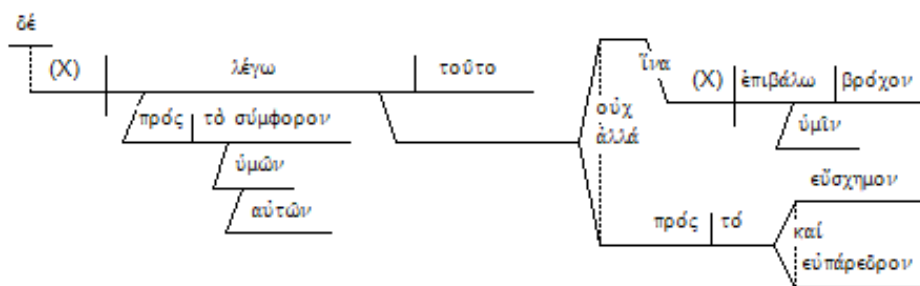 δέ
(X) λέγω τοῦτο
πρός τὸ σύμφορον
ὑμῶν
αὐτῶν
οὐχ
ἀλλά
ἵνα
(X) ἐπιβάλω βρόχον
ὑμῖν
πρός τό
εὔσχημον
καί
εὐπάρεδρον